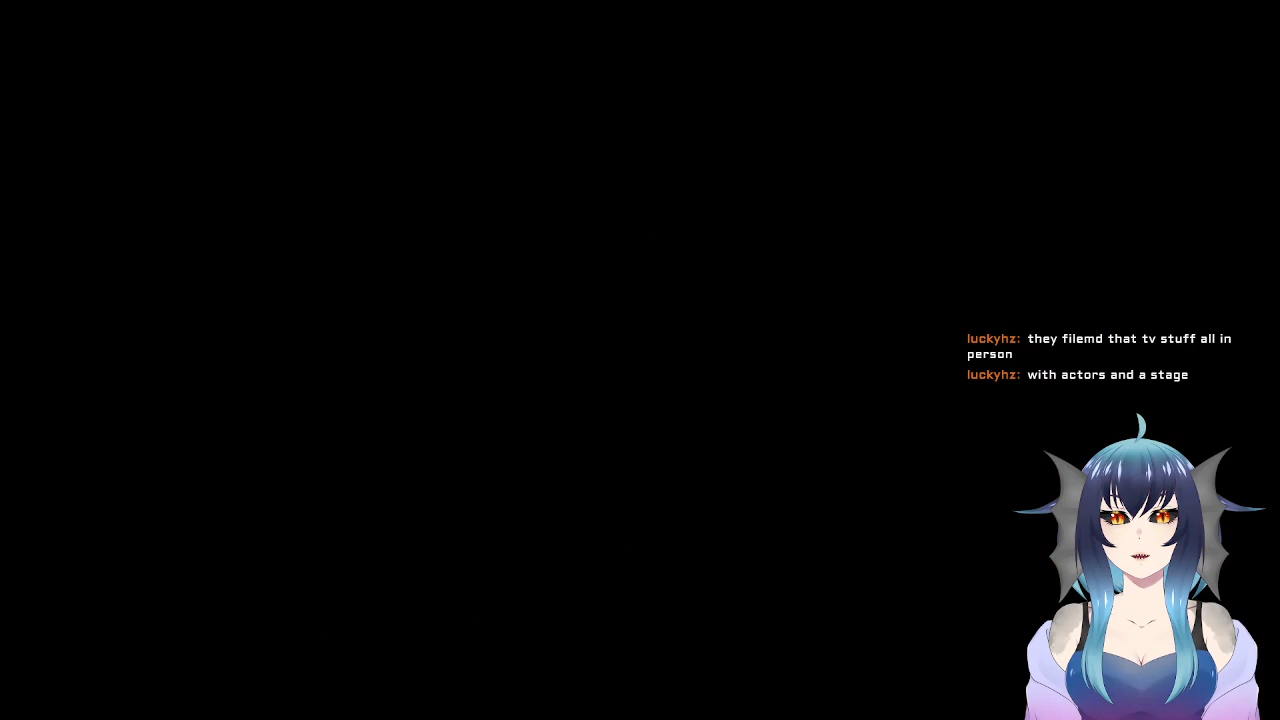 luckyhz: they filemd that tv stuff all in
person
luckyhz: with actors and a stage